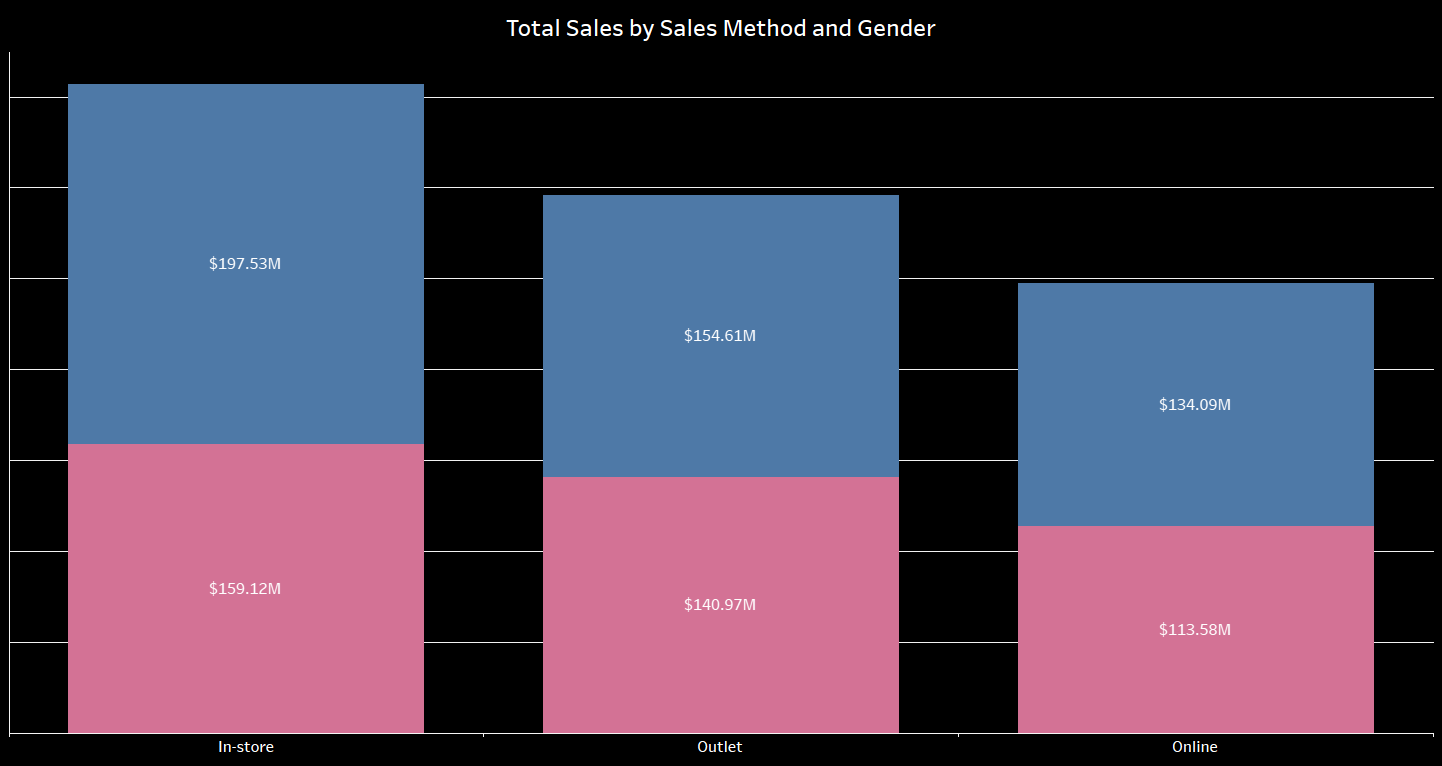 Total Sales by Sales Method and Gender
$197.53M
$154.61M
$134.09M
$159.12M
$140.97M
$113.58M
In-store
Outlet
Online